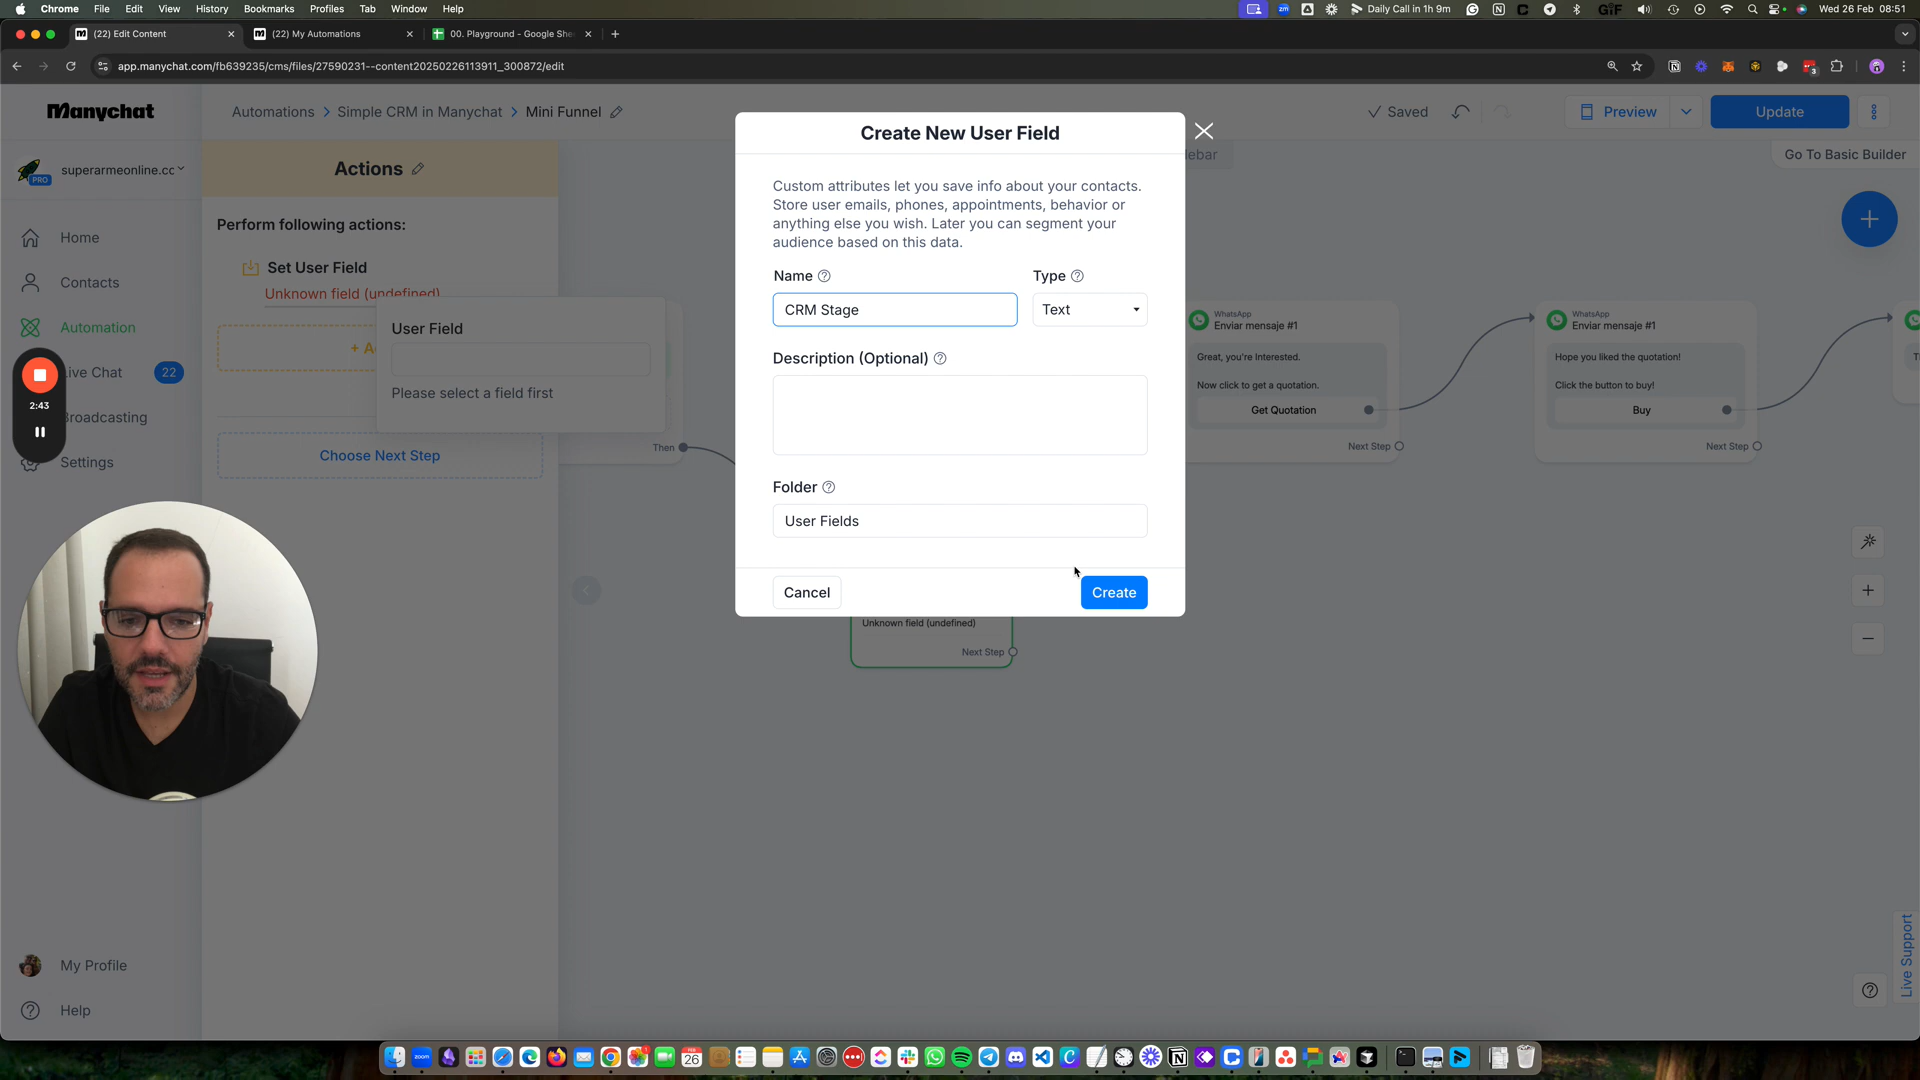 Chrome File Edit View History Bookmarks Profiles Tab Window Help
zm Daily Call in 1h 9m GIF Wed 26 Feb 08:51
(22) Edit Content
(22) My Automations
00. Playground - Google She
app.manychat.com/fb639235/cms/files/27590231--content20250226113911_300872/edit
3
Manychat
Automations > Simple CRM in Manychat > Mini Funnel
Saved
Preview
Update
superarmeonline.cc
PRO
Actions
ebar
Go To Basic Builder
Home
Contacts
Automation
Live Chat 22
Broadcasting
Settings
2:43
My Profile
Help
Perform following actions:
Set User Field
Unknown field (undefined)
+ A
User Field
Please select a field first
Choose Next Step
Then
Create New User Field
Custom attributes let you save info about your contacts.
Store user emails, phones, appointments, behavior or
anything else you wish. Later you can segment your
audience based on this data.
Name
Type
CRM Stage
Text
Description (Optional)
Folder
User Fields
Cancel
Create
Unknown field (undefined)
Next Step
WhatsApp
Enviar mensaje #1
Great, you're Interested.
Now click to get a quotation.
Get Quotation
Next Step
WhatsApp
Enviar mensaje #1
Hope you liked the quotation!
Click the button to buy!
Buy
Next Step
T
Live Support
zoom
FEB
26